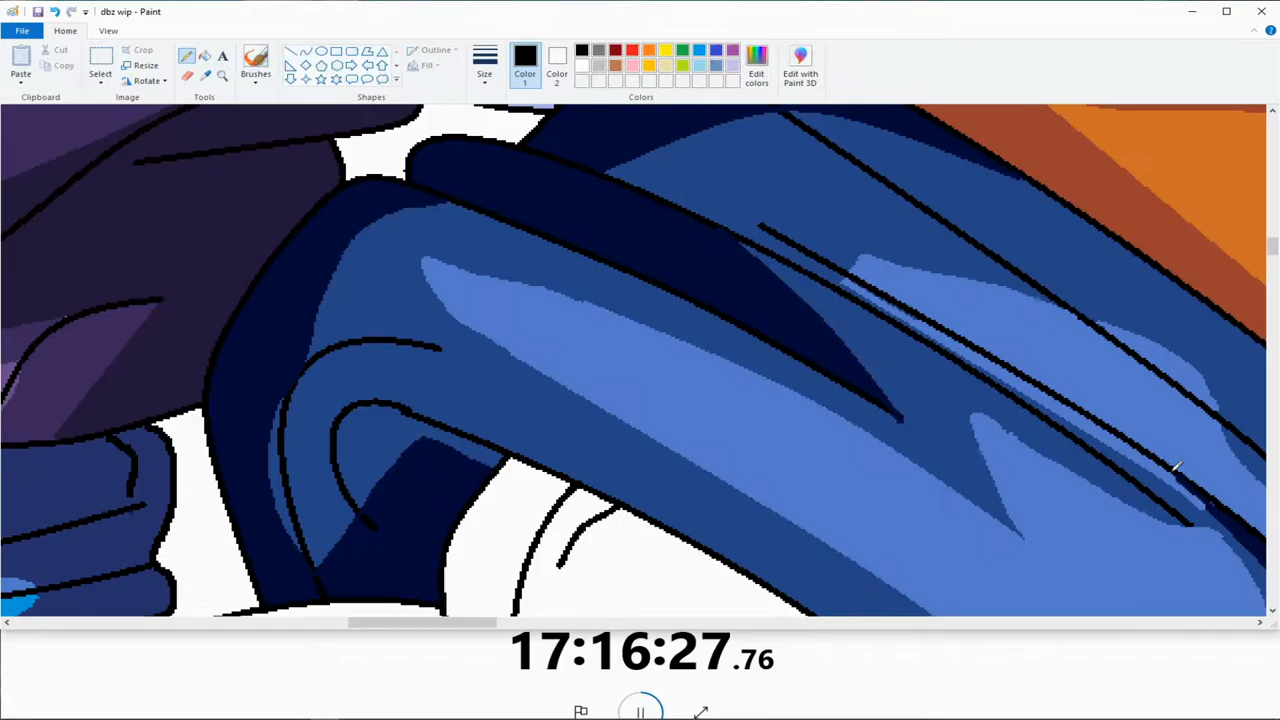 dbz wip - Paint
File Home View
Paste
Cut
Copy
Clipboard
Select
Crop
Resize
Rotate
Image
A
Tools
Brushes
Outline
Fill
Shapes
Size
Color 1
Color 2
Edit colors
Edit with Paint 3D
Colors
17:16:27.76